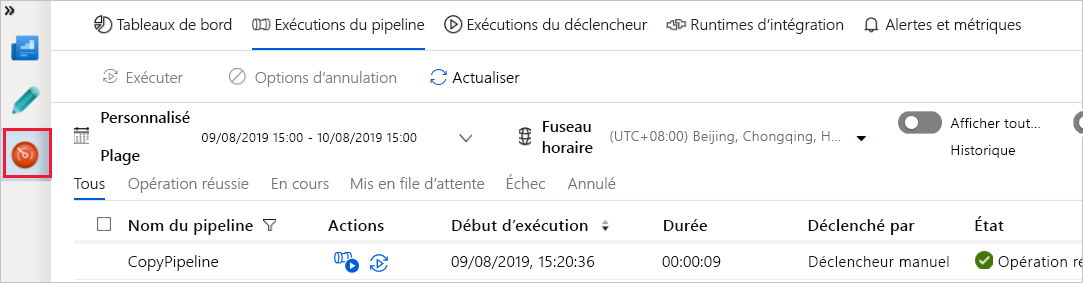 »
Tableaux de bord Exécutions du pipeline Exécutions du déclencheur Runtimes d'intégration Alertes et métriques
Exécuter Options d'annulation Actualiser
Personnalisé
Plage
09/08/2019 15:00 - 10/08/2019 15:00
Fuseau
horaire
(UTC+08:00) Beijing, Chongqing, H...
Afficher tout...
Historique
Tous Opération réussie En cours Mis en file d'attente Échec Annulé
Nom du pipeline Actions Début d'exécution Durée Déclenché par État
CopyPipeline 09/08/2019, 15:20:36 00:00:09 Déclencheur manuel Opération ré